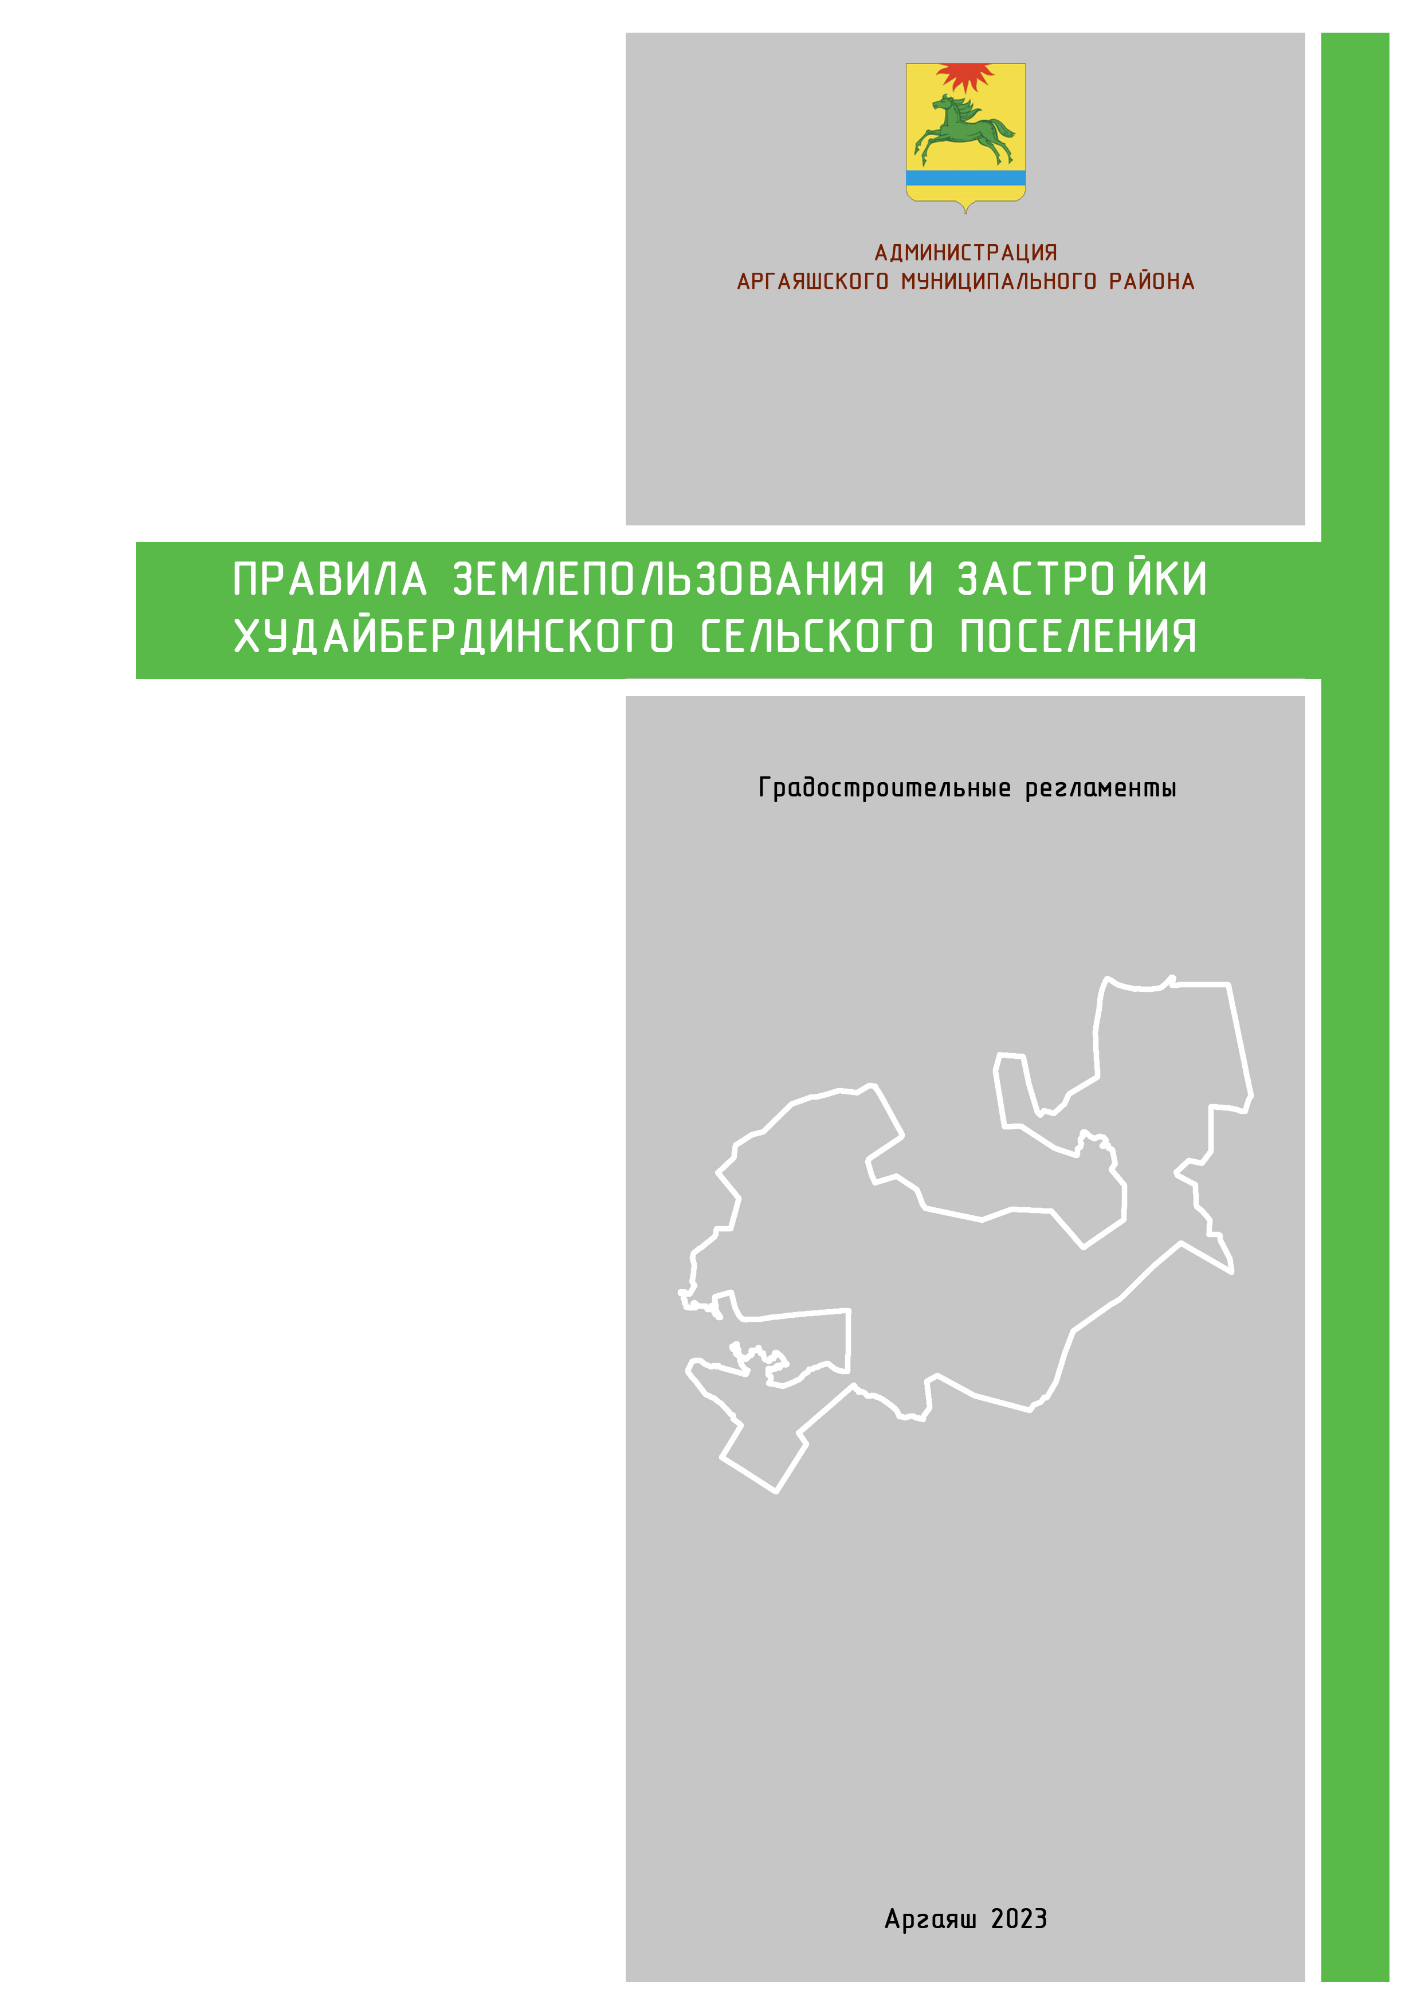 АДМИНИСТРАЦИЯ
АРГАЯШСКОГО МУНИЦИПАЛЬНОГО РАЙОНА
ПРАВИЛА ЗЕМЛЕПОЛЬЗОВАНИЯ И ЗАСТРОЙКИ
ХУДАЙБЕРДИНСКОГО СЕЛЬСКОГО ПОСЕЛЕНИЯ
Градостроительные регламенты
Аргаяш 2023